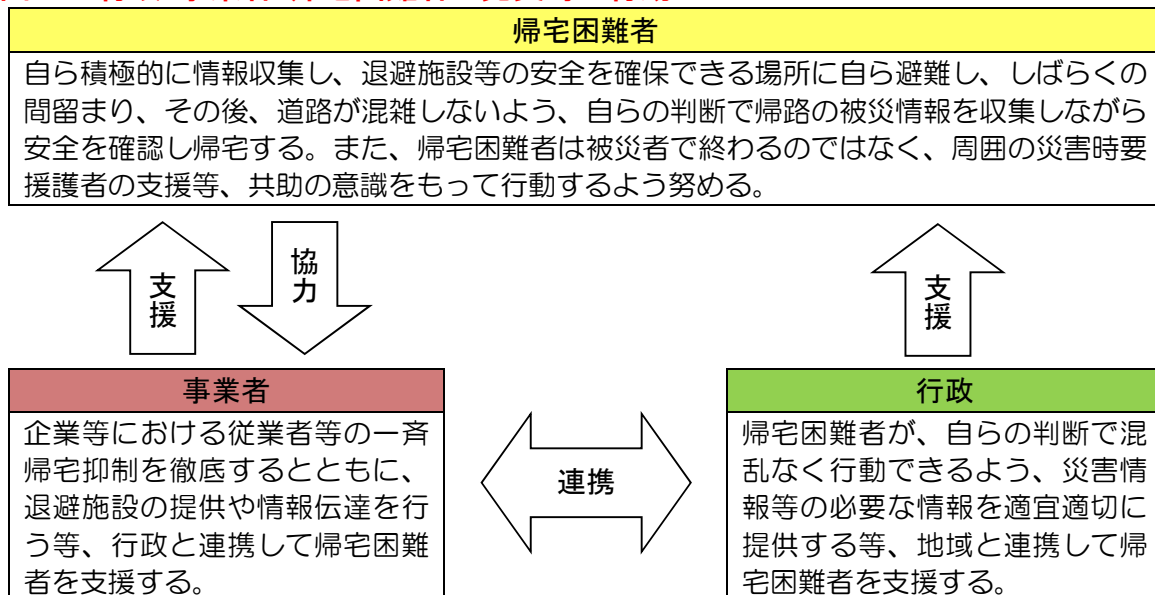 帰宅困難者
自ら積極的に情報収集し、退避施設等の安全を確保できる場所に自ら避難し、しばらくの
間留まり、その後、道路が混雑しないよう、自らの判断で帰路の被災情報を収集しながら
安全を確認し帰宅する。また、帰宅困難者は被災者で終わるのではなく、周囲の災害時要
援護者の支援等、共助の意識をもって行動するよう努める。
支援
協力
支援
事業者
企業等における従業者等の一斉
帰宅抑制を徹底するとともに、
退避施設の提供や情報伝達を行
う等、行政と連携して帰宅困難
者を支援する。
連携
行政
帰宅困難者が、自らの判断で混
乱なく行動できるよう、災害情
報等の必要な情報を適宜適切に
提供する等、地域と連携して帰
宅困難者を支援する。